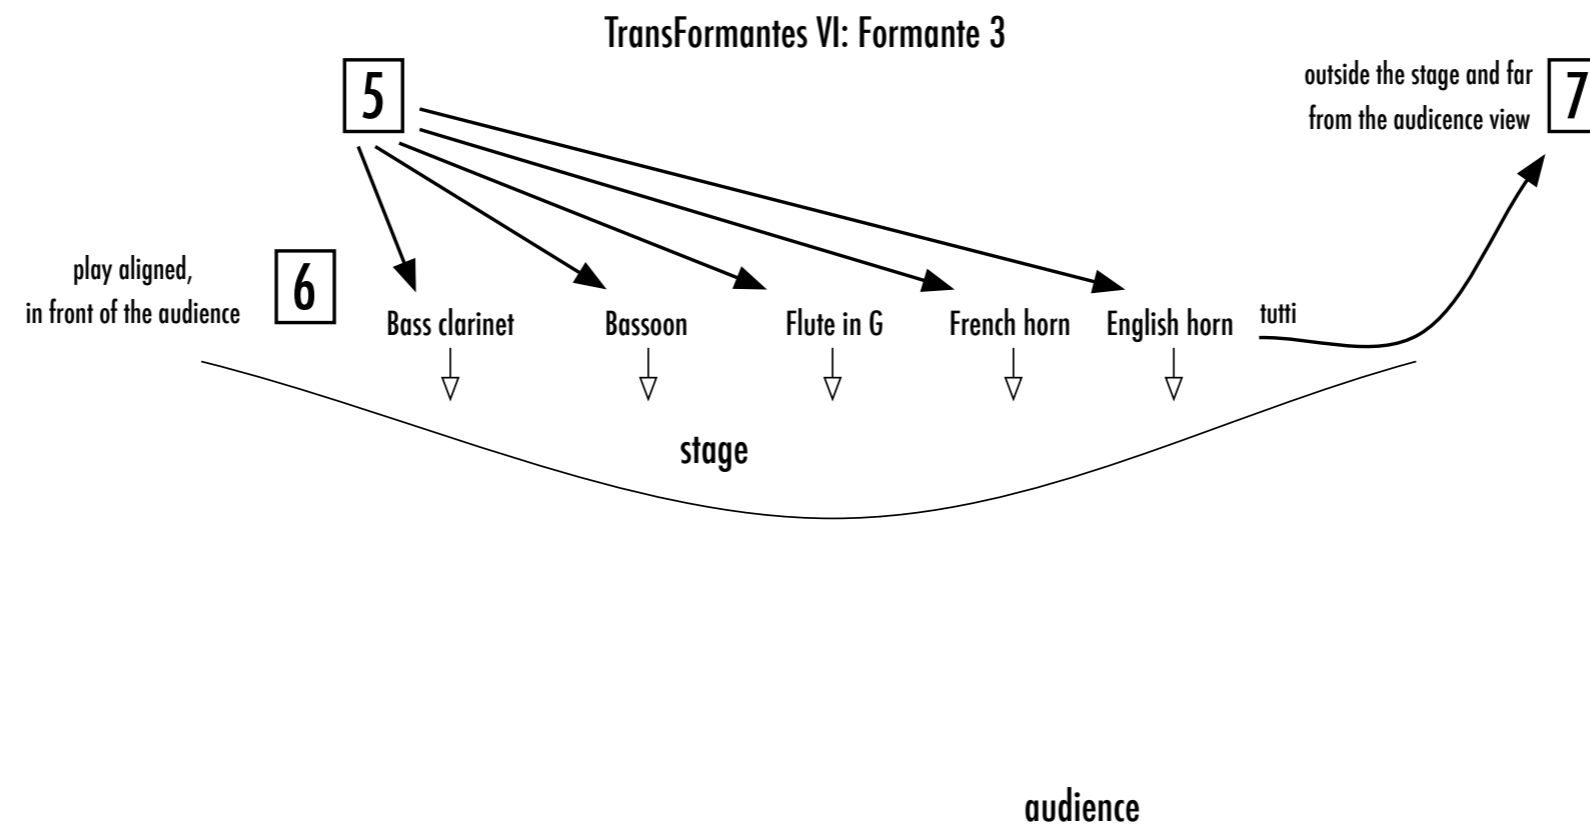 TransFormantes VI: Formante 3
5
outside the stage and far
from the audicence view
7
play aligned,
in front of the audience
6
Bass clarinet
Bassoon
Flute in G
French horn
English horn
tutti
stage
audience